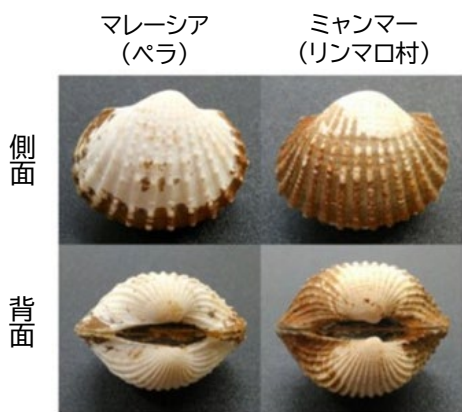 マレーシア
(ペラ)
ミャンマー
(リンマロ村)
側面
背面